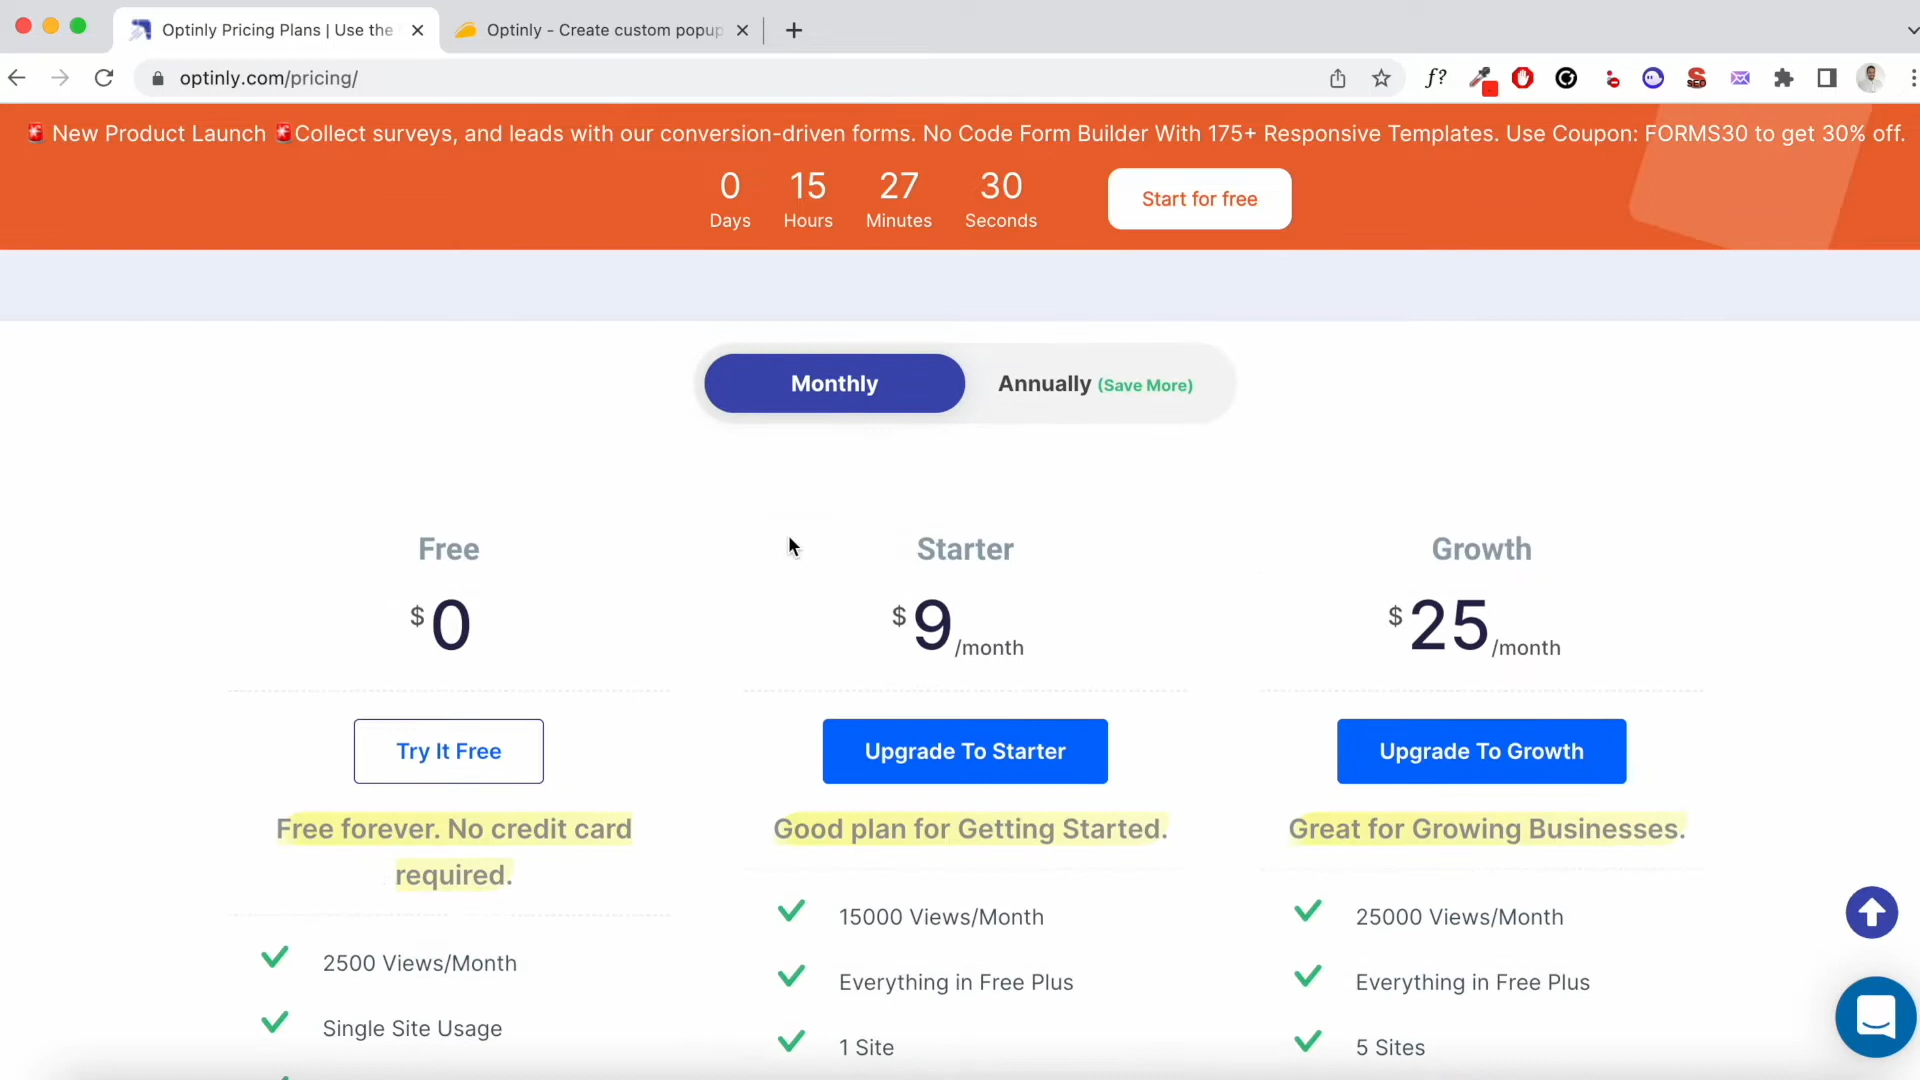 Optinly Pricing Plans | Use the
Optinly - Create custom popup
optinly.com/pricing/
f?
SEO
New Product Launch 🚨Collect surveys, and leads with our conversion-driven forms. No Code Form Builder With 175+ Responsive Templates. Use Coupon: FORMS30 to get 30% off.
0 15 27 30
Days Hours Minutes Seconds
Start for free
Monthly Annually (Save More)
Free Starter Growth
$0 $9/month $25/month
Try It Free Upgrade To Starter Upgrade To Growth
Free forever. No credit card
required.
Good plan for Getting Started.
Great for Growing Businesses.
2500 Views/Month
Single Site Usage
15000 Views/Month
Everything in Free Plus
1 Site
25000 Views/Month
Everything in Free Plus
5 Sites